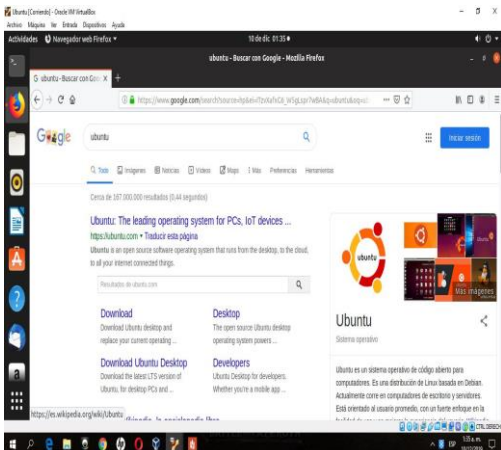 Ubuntu [Corriendo] - Oracle VM VirtualBox
Archivo Máquina Ver Entrada Dispositivos Ayuda
Actividades Navegador web Firefox 10 de dic 01:35
ubuntu - Buscar con Google - Mozilla Firefox
ubuntu - Buscar con Goo
Google
ubuntu
Iniciar sesión
Todo Imágenes Noticias Vídeos Maps Más Preferencias Herramientas
Cerca de 167.000.000 resultados (0,44 segundos)
Ubuntu: The leading operating system for PCs, IoT devices ...
https://ubuntu.com Traducir esta página
Ubuntu is an open source software operating system that runs from the desktop, to the cloud,
to all your internet connected things.
Resultados de ubuntu.com
Download
Download Ubuntu desktop and
replace your current operating ...
Desktop
The open source Ubuntu desktop
operating system powers ...
Download Ubuntu Desktop
Download the latest LTS version of
Ubuntu, for desktop PCs and ...
Developers
Ubuntu Desktop for developers.
Whether you're a mobile app ...
https://es.wikipedia.org/wiki/Ubuntu
ubuntu
Más imágenes
Ubuntu
Sistema operativo
Ubuntu es un sistema operativo de código abierto para
computadores. Es una distribución de Linux basada en Debian.
Actualmente corre en computadores de escritorio y servidores.
Está orientado al usuario promedio, con un fuerte enfoque en la
CTRL DERECHO
ESP 1:35 a. m.